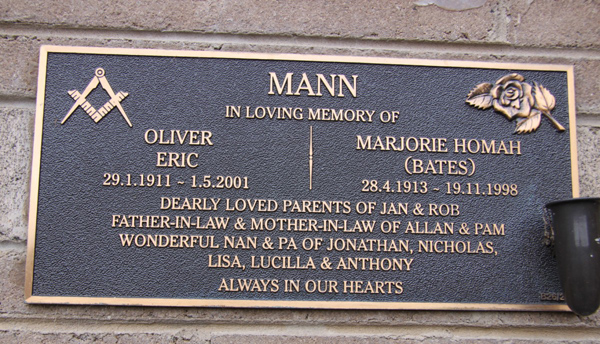 MANN
IN LOVING MEMORY OF
OLIVER
ERIC
29.1.1911 ~ 1.5.2001
MARJORIE HOMAH
(BATES)
28.4.1913 ~ 19.11.1998
DEARLY LOVED PARENTS OF JAN & ROB
FATHER-IN-LAW & MOTHER-IN-LAW OF ALLAN & PAM
WONDERFUL NAN & PA OF JONATHAN, NICHOLAS,
LISA, LUCILLA & ANTHONY
ALWAYS IN OUR HEARTS